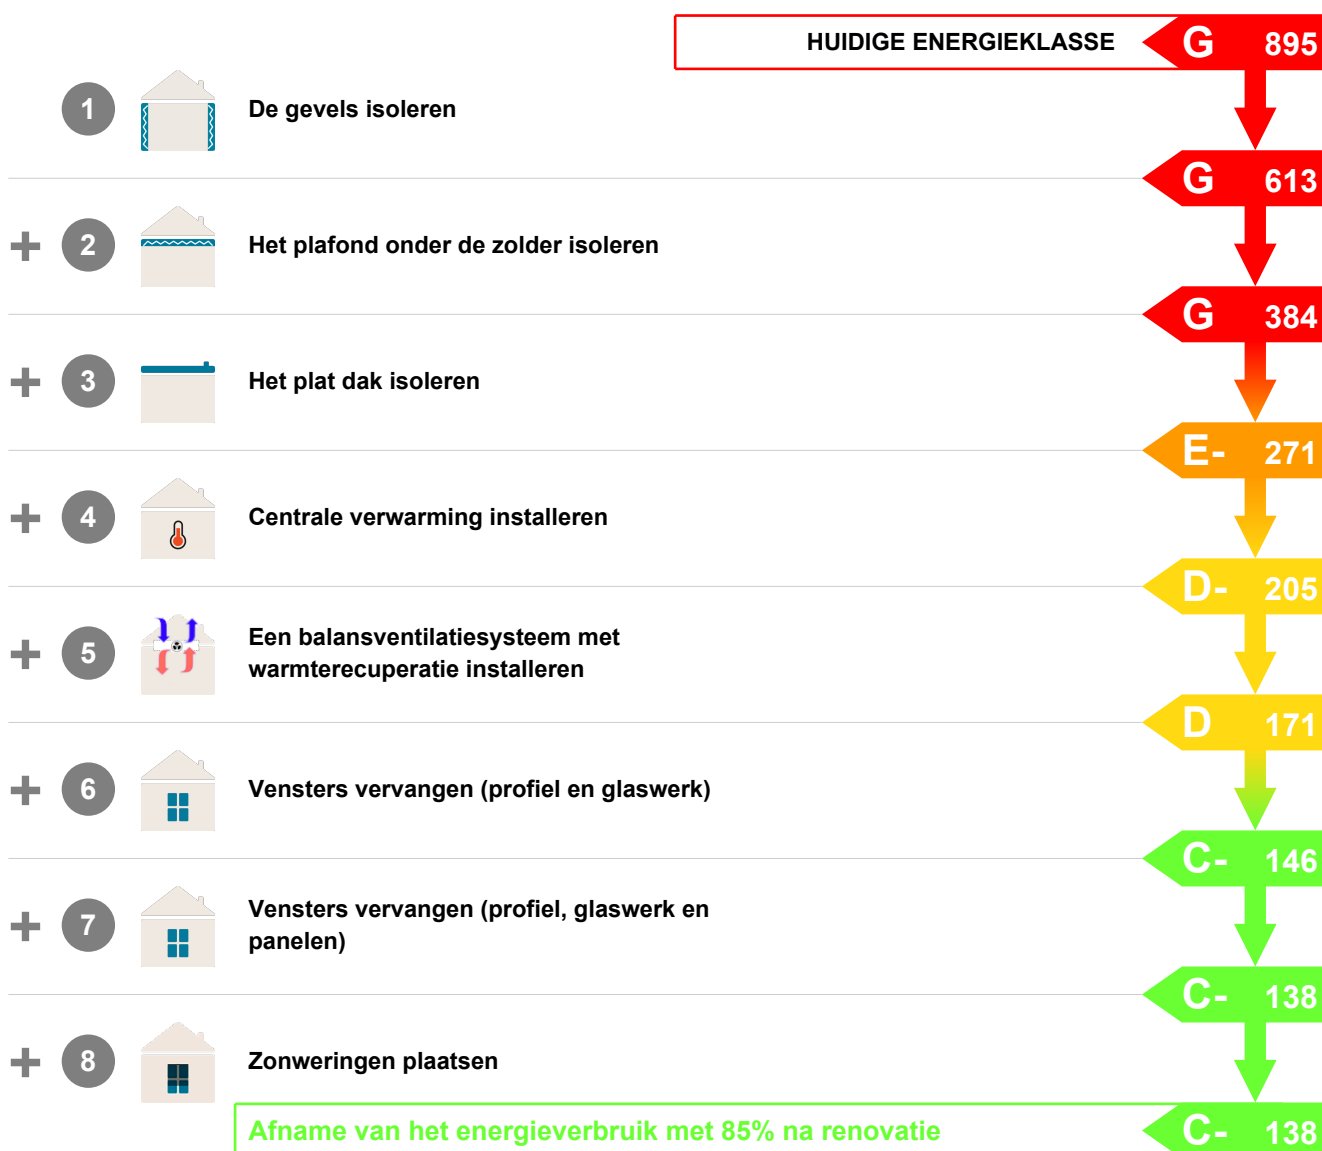 HUIDIGE ENERGIEKLASSE G 895
1 De gevels isoleren
G 613
+ 2 Het plafond onder de zolder isoleren
G 384
+ 3 Het plat dak isoleren
E- 271
+ 4 Centrale verwarming installeren
D- 205
+ 5 Een balansventilatiesysteem met
warmterecuperatie installeren
D 171
+ 6 Vensters vervangen (profiel en glaswerk)
C- 146
+ 7 Vensters vervangen (profiel, glaswerk en
panelen)
C- 138
+ 8 Zonweringen plaatsen
Afname van het energieverbruik met 85% na renovatie C- 138